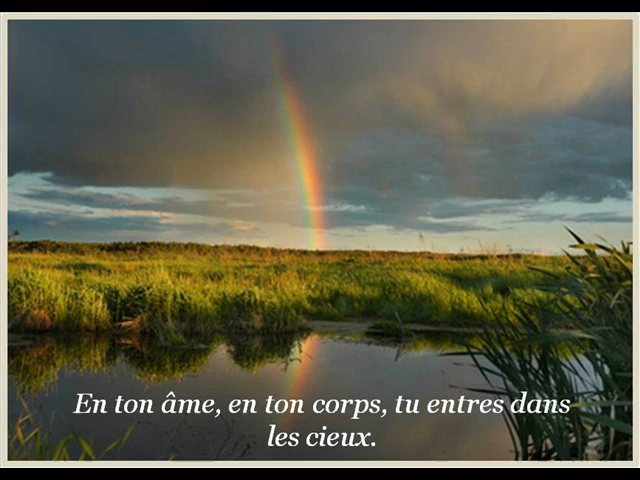 En ton âme, en ton corps, tu entres dans
les cieux.